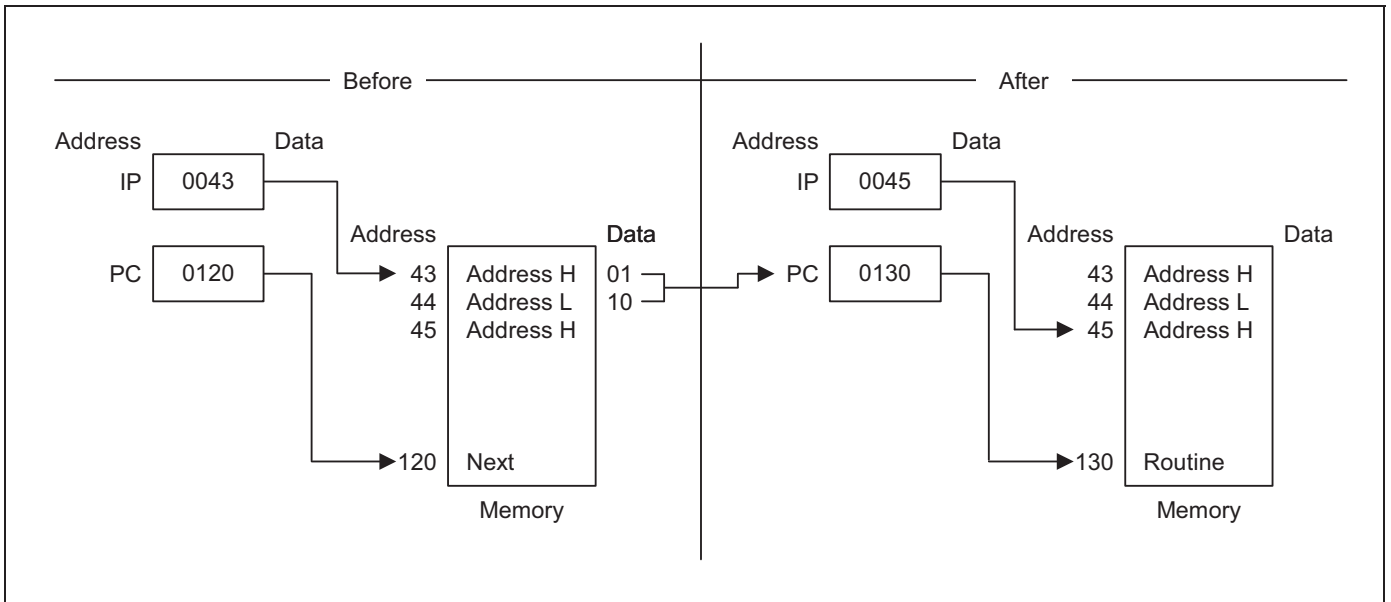 Before
Address Data
IP 0043
Address Data
PC 0120
43 Address H 01
44 Address L 10
45 Address H
120 Next
Memory
After
Address Data
IP 0045
Address Data
PC 0130
43 Address H
44 Address L
45 Address H
130 Routine
Memory